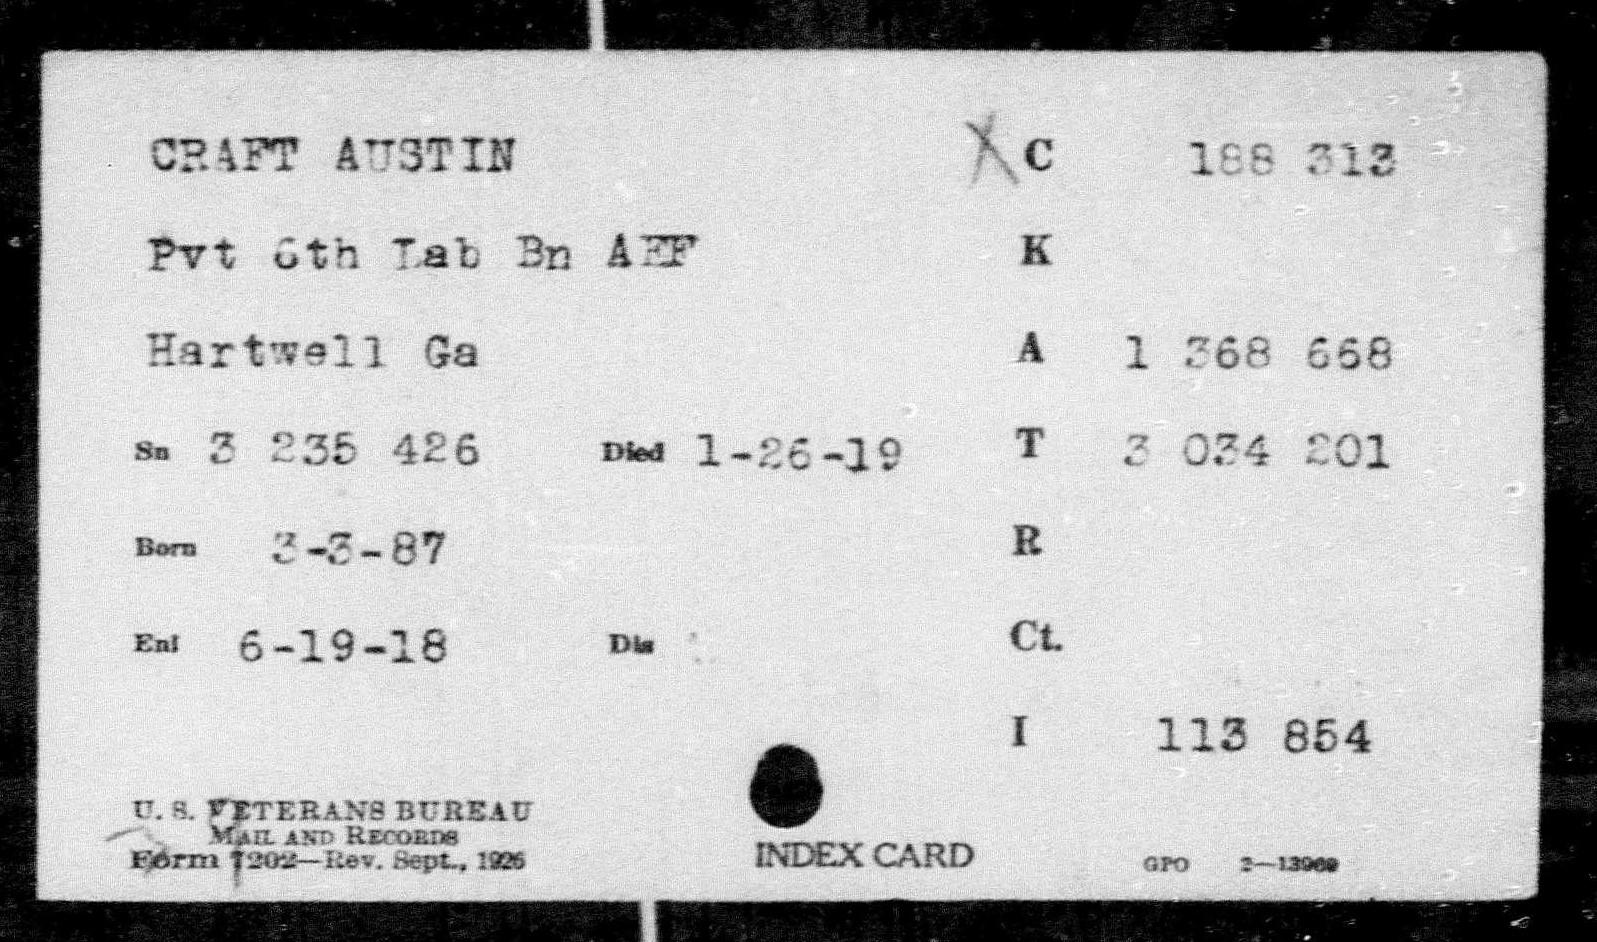 CRAFT AUSTIN X C 188 313
Pvt 6th Lab Bn AEF K
Hartwell Ga A 1 368 668
Sn 3 235 426 Died 1-26-19 T 3 034 201
Born 3-3-87 R
Enl 6-19-18 Dis Ct.
I 113 854
U. S. VETERANS BUREAU
MAIL AND RECORDS
Form 7202—Rev. Sept., 1926 INDEX CARD GPO 2—13969